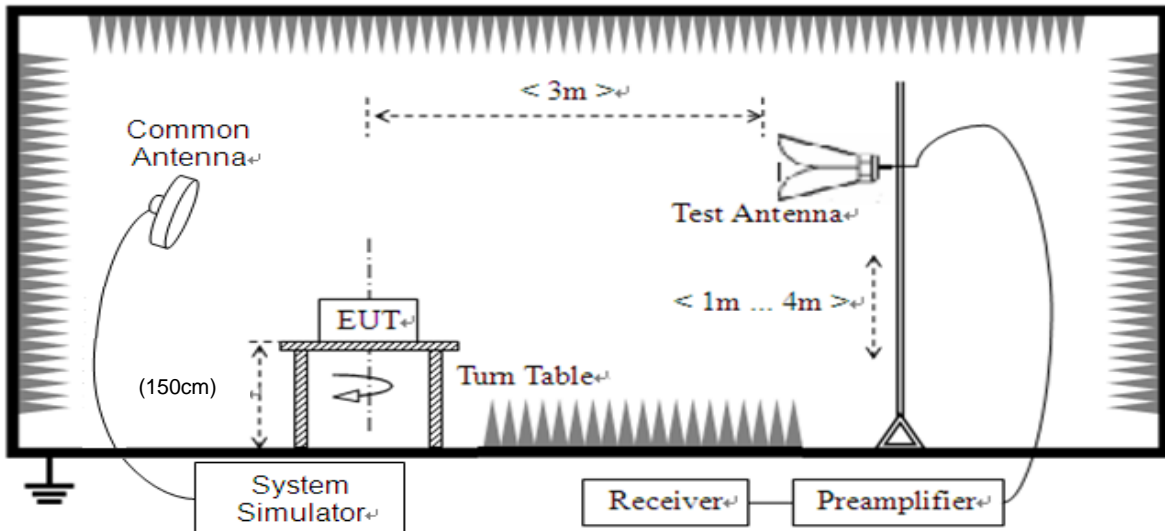 < 3m >↵
Common
Antenna↵
Test Antenna↵
< 1m ... 4m >↵
EUT↵
(150cm)
Turn Table↵
System
Simulator↵
Receiver↵
Preamplifier↵